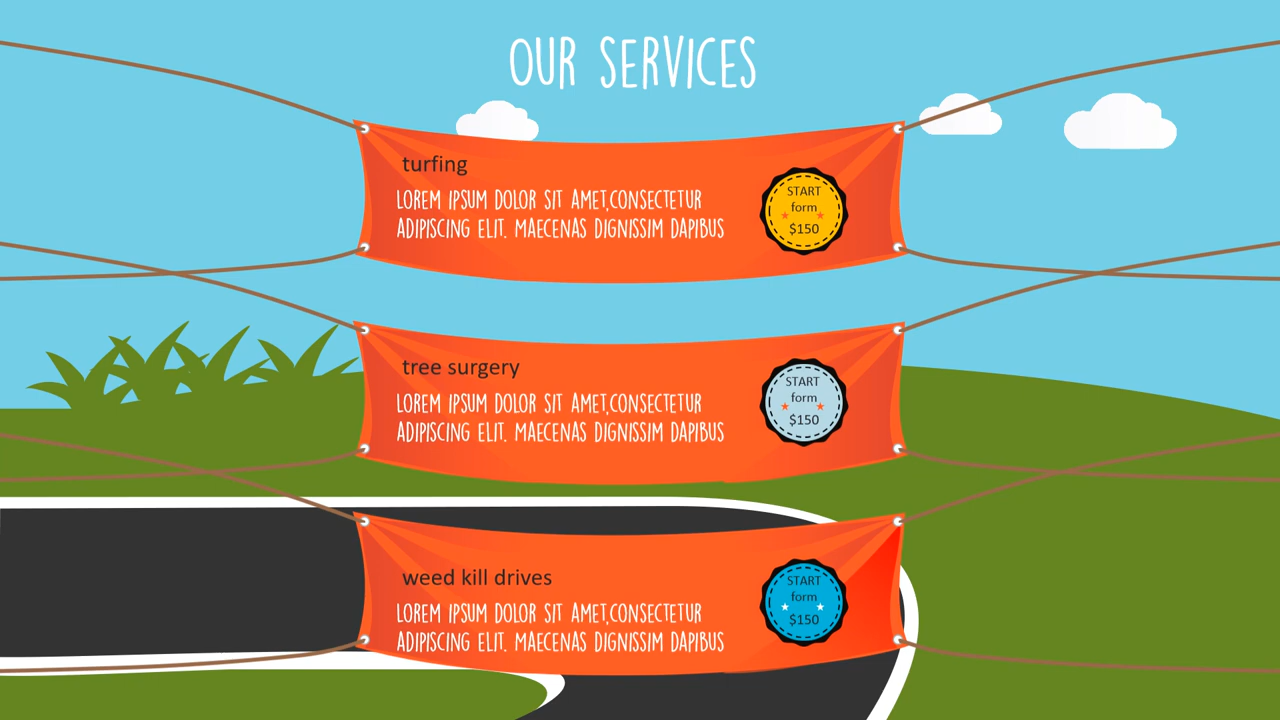 OUR SERVICES
turfing
LOREM IPSUM DOLOR SIT AMET,CONSECTETUR
ADIPISCING ELIT. MAECENAS DIGNISSIM DAPIBUS
START
form
$150
tree surgery
LOREM IPSUM DOLOR SIT AMET,CONSECTETUR
ADIPISCING ELIT. MAECENAS DIGNISSIM DAPIBUS
START
form
$150
weed kill drives
LOREM IPSUM DOLOR SIT AMET,CONSECTETUR
ADIPISCING ELIT. MAECENAS DIGNISSIM DAPIBUS
START
form
$150